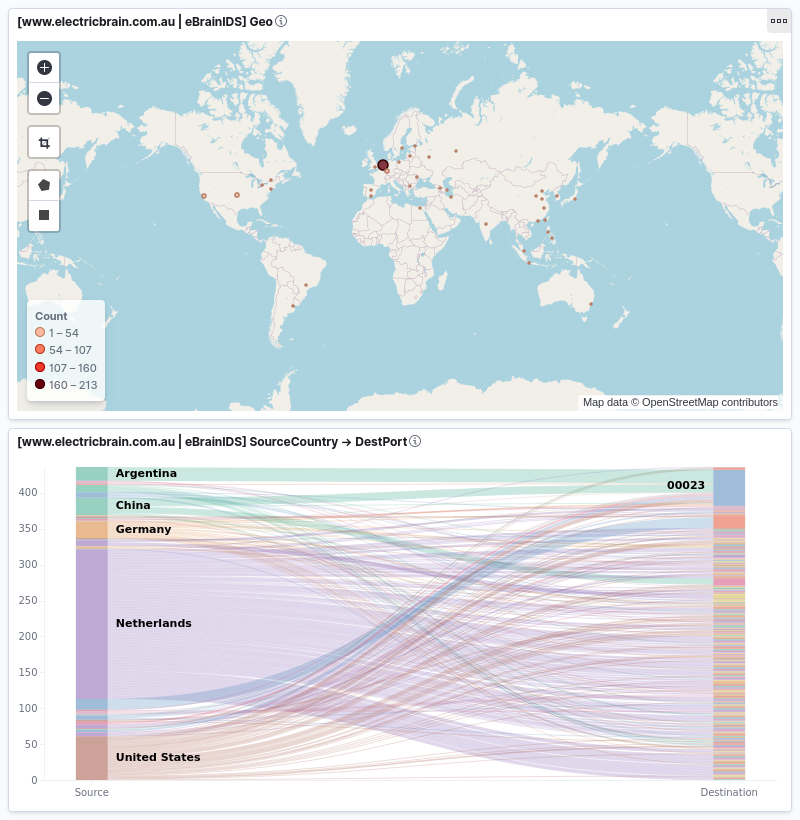 [www.electricbrain.com.au | eBrainIDS] Geo
Count
1 – 54
54 – 107
107 – 160
160 – 213
Map data © OpenStreetMap contributors
[www.electricbrain.com.au | eBrainIDS] SourceCountry → DestPort
400
350
300
250
200
150
100
50
0
Argentina
China
Germany
Netherlands
United States
00023
Source
Destination